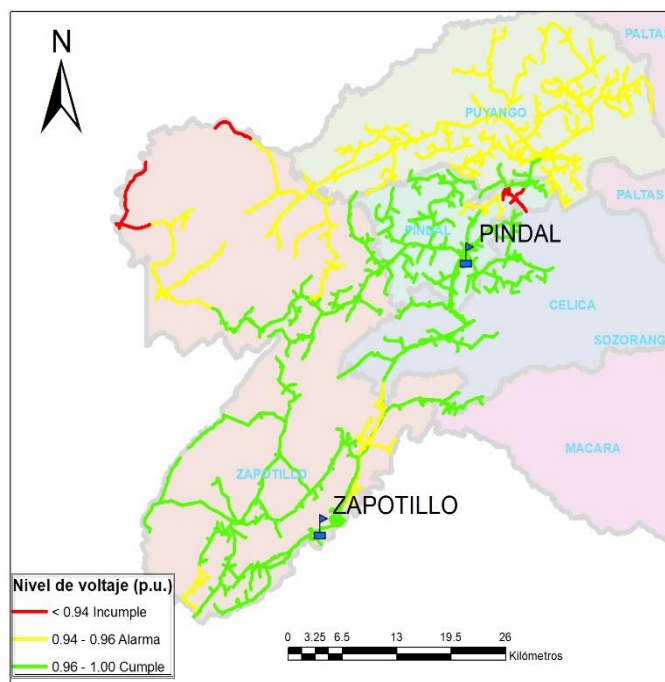 N
PALTAS
PUYANGO
PALTAS
PINDAL
PINDAL
CELICA
SOZORANG
MACARA
ZAPOTILLO
ZAPOTILLO
Nivel de voltaje (p.u.)
< 0.94 Incumple
0.94 - 0.96 Alarma
0.96 - 1.00 Cumple
0 3.25 6.5 13 19.5 26
Kilómetros